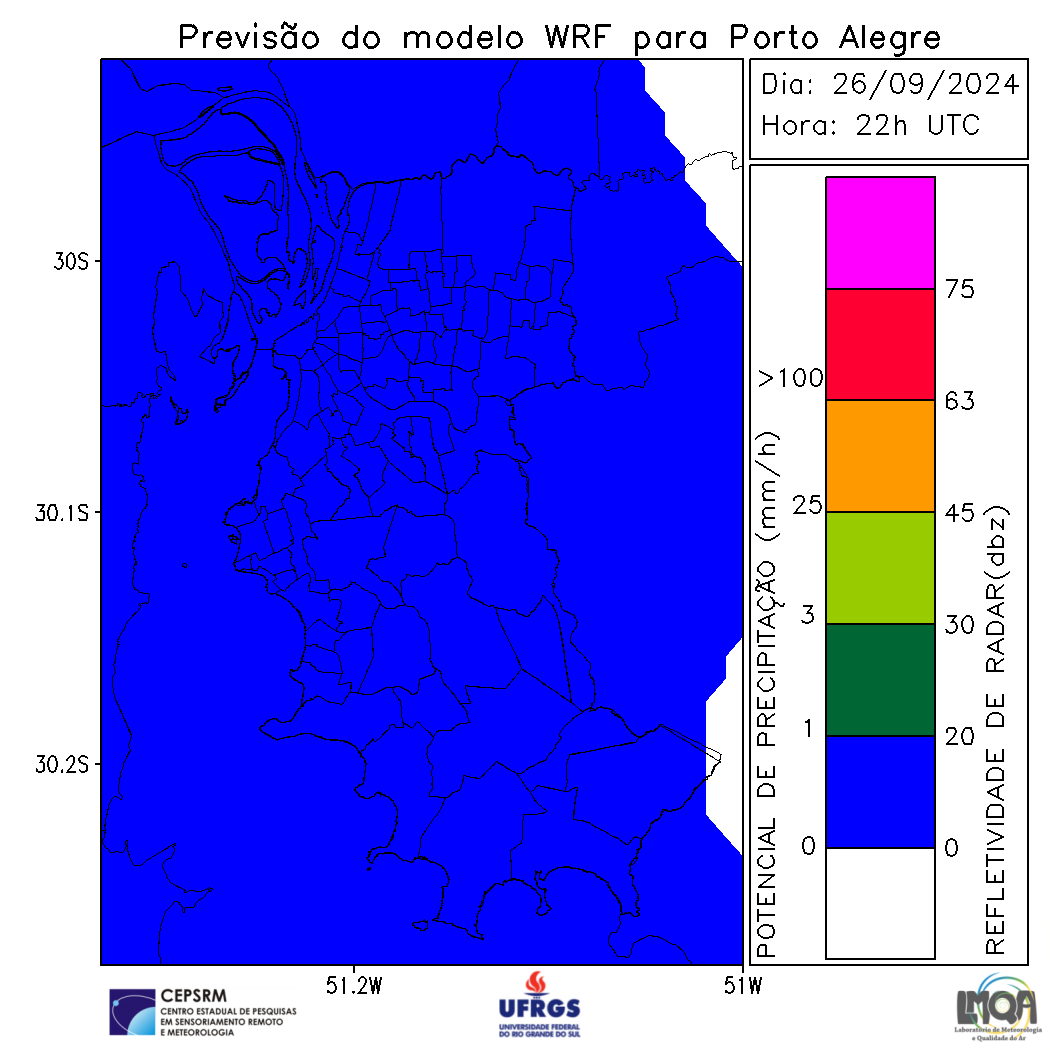 Previsão do modelo WRF para Porto Alegre
Dia: 26/09/2024
Hora: 22h UTC
30S
30.1S
30.2S
51.2W
51W
POTENCIAL DE PRECIPITAÇÃO (mm/h)
>100
25
3
1
0
75
63
45
30
20
0
REFLETIVIDADE DE RADAR(dbz)
CEPSRM
CENTRO ESTADUAL DE PESQUISAS
EM SENSORIAMENTO REMOTO
E METEOROLOGIA
UFRGS
UNIVERSIDADE FEDERAL
DO RIO GRANDE DO SUL
LMQA
Laboratório de Meteorologia
e Qualidade do Ar